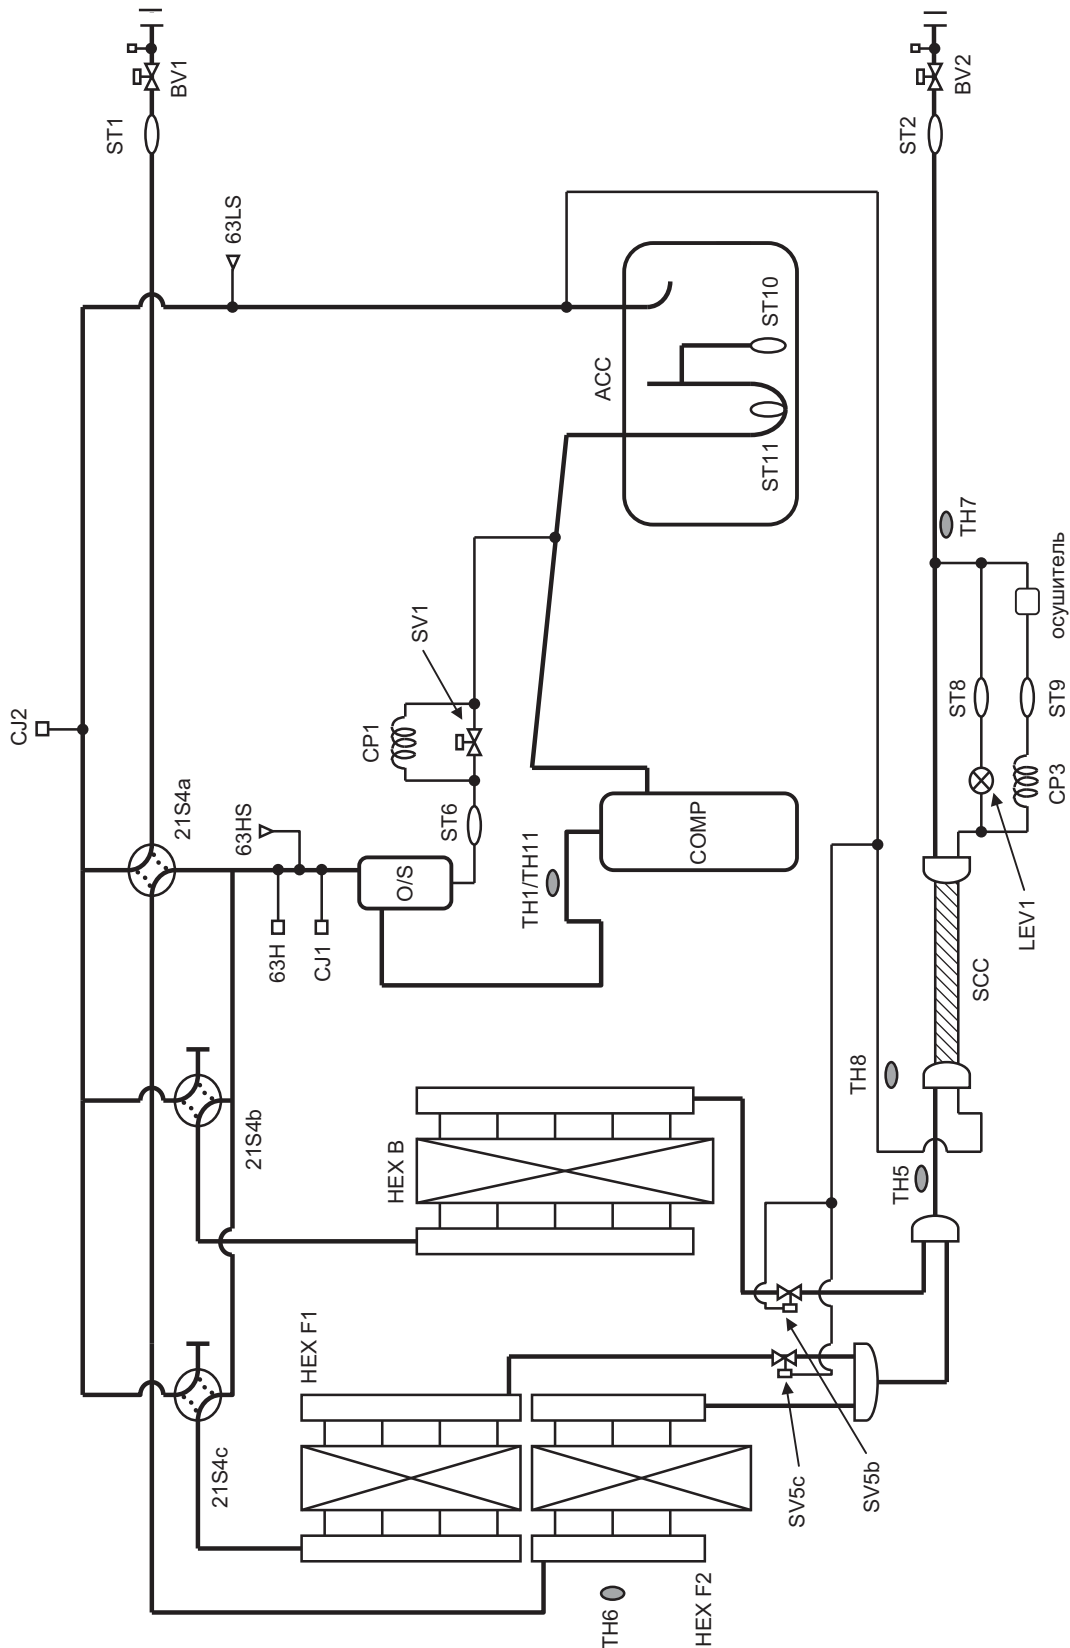 CJ2
21S4a
21S4b
21S4c
BV1
ST1
63LS
63HS
63H
CJ1
O/S
CP1
SV1
ST6
TH1/TH11
COMP
ACC
ST10
ST11
BV2
ST2
TH7
осушитель
ST8
ST9
CP3
LEV1
SCC
TH8
TH5
HEX B
HEX F1
HEX F2
TH6
SV5c
SV5b